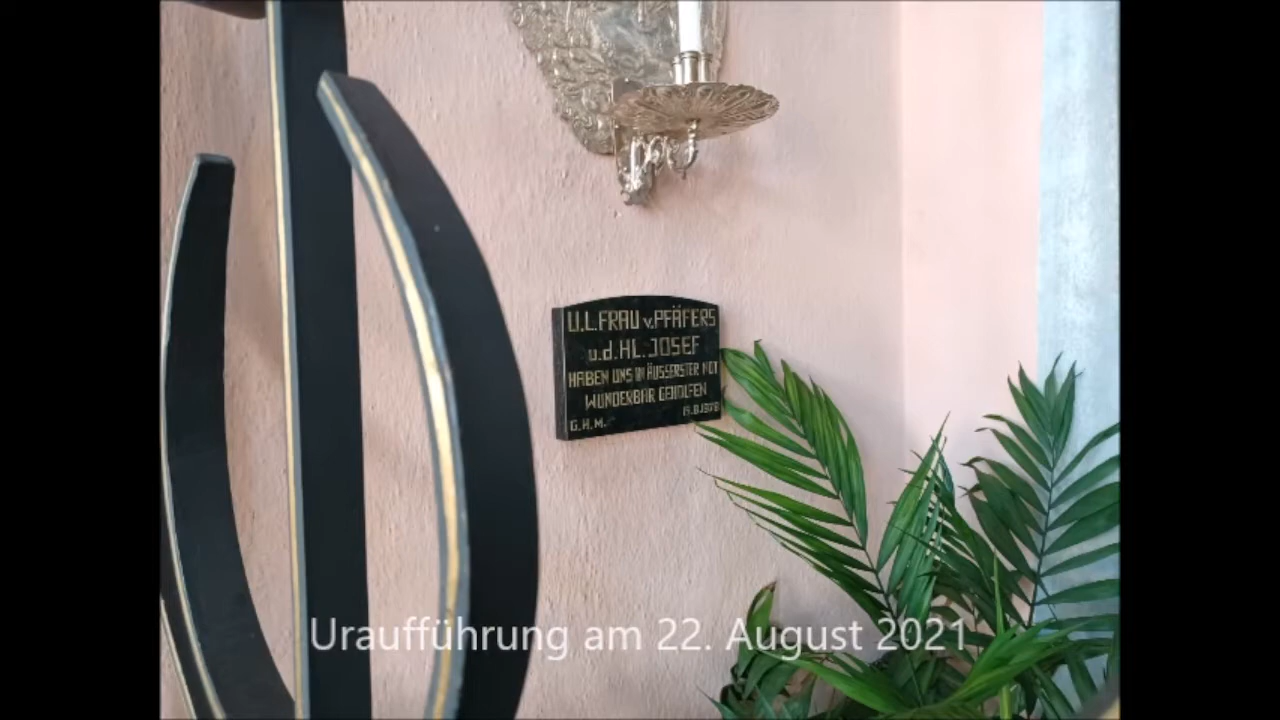 U.L.FRAU v.PFÄFERS
u.d.HL.JOSEF
HABEN UNS IN ÄUSSERSTER NOT
WUNDERBAR GEHOLFEN
G.H.M.
Uraufführung am 22. August 2021